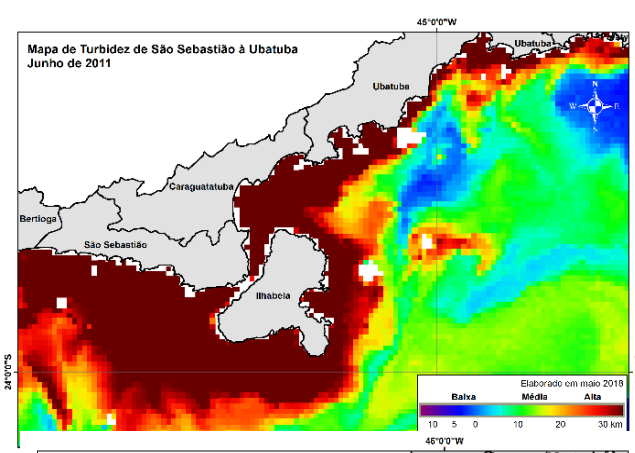 45°0'0"W
Mapa de Turbidez de São Sebastião à Ubatuba
Junho de 2011
Ubatuba
Ubatuba
N
W E
S
Caraguatatuba
Bertioga
São Sebastião
Ilhabela
24°0'0"S
Elaborado em maio 2018
Baixa Média Alta
10 5 0 10 20 30 km
45°0'0"W